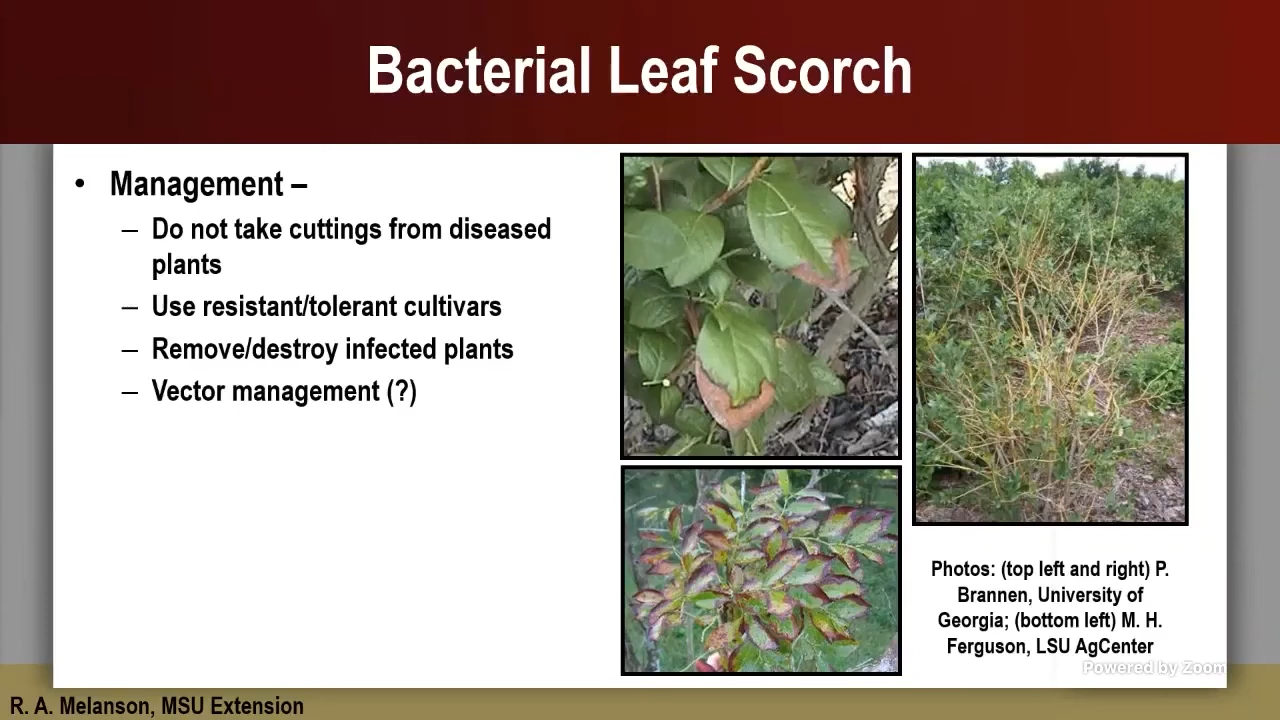 Bacterial Leaf Scorch
• Management –
– Do not take cuttings from diseased
plants
– Use resistant/tolerant cultivars
– Remove/destroy infected plants
– Vector management (?)
Photos: (top left and right) P.
Brannen, University of
Georgia; (bottom left) M. H.
Ferguson, LSU AgCenter
Powered by Zoom
R. A. Melanson, MSU Extension